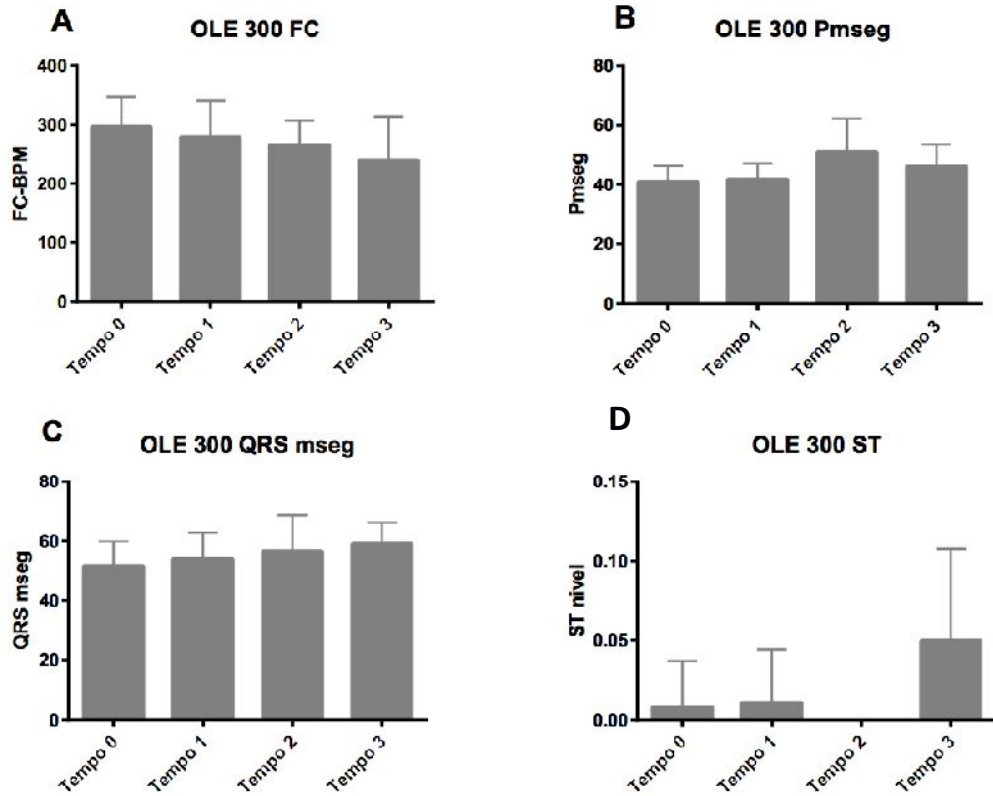 A
OLE 300 FC
400
300
200
100
0
FC-BPM
Tempo 0
Tempo 1
Tempo 2
Tempo 3
B
OLE 300 Pmseg
80
60
40
20
0
Pmseg
Tempo 0
Tempo 1
Tempo 2
Tempo 3
C
OLE 300 QRS mseg
80
60
40
20
0
QRS mseg
Tempo 0
Tempo 1
Tempo 2
Tempo 3
D
OLE 300 ST
0.15
0.10
0.05
0.00
ST nivel
Tempo 0
Tempo 1
Tempo 2
Tempo 3